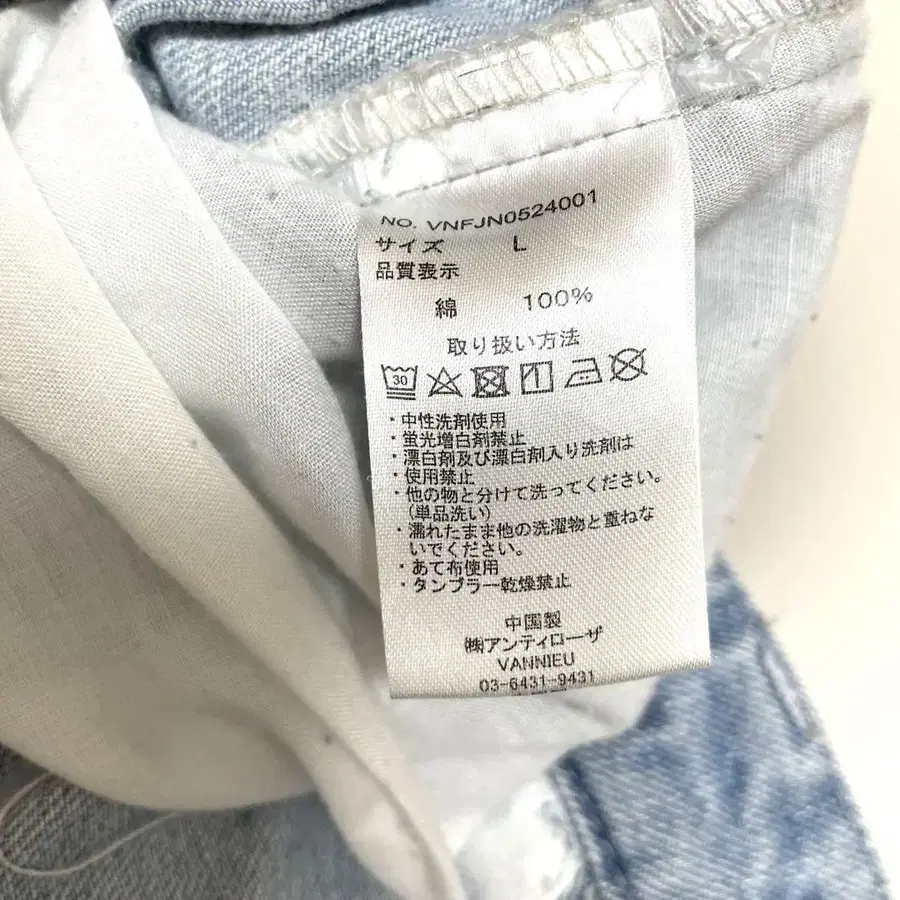 NO. VNFJN0524001
サイズ L
品質表示
綿 100%
取り扱い方法
30
・中性洗剤使用
・蛍光増白剤禁止
・漂白剤及び漂白剤入り洗剤は
・使用禁止
・他の物と分けて洗ってください。
(単品洗い)
・濡れたまま他の洗濯物と重ねな
いでください。
・あて布使用
・タンブラー乾燥禁止
中国製
㈱アンティローザ
VANNIEU
03-6431-9431